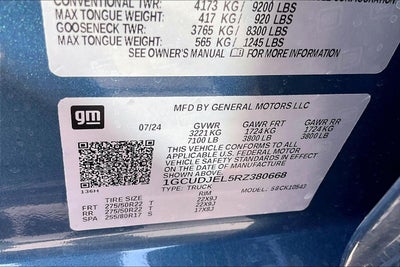 CONVENTIONAL TWR: 4173 KG / 9200 LBS
MAX TONGUE WEIGHT: 417 KG / 920 LBS
GOOSENECK TWR: 3765 KG / 8300 LBS
MAX TONGUE WEIGHT: 565 KG / 1245 LBS
SEE OWNER'S MANUAL FOR MORE INFORMATION
gm
MFD BY GENERAL MOTORS LLC
07/24 GVWR GAWR FRT GAWR RR
3221 KG 1724 KG 1724 KG
7100 LB 3800 LB 3800 LB
THIS VEHICLE CONFORMS TO ALL APPLICABLE U.S. FEDERAL MOTOR VEHICLE SAFETY STANDARDS IN EFFECT ON THE DATE OF MANUFACTURE SHOWN ABOVE.
1GCUDJEL5RZ380668
TYPE: TRUCK 58CK10543
136H
TIRE SIZE RIM
FRT 275/50R22 T 22X9J
RR 275/50R22 T 22X9J
SPA 255/80R17 S 17X8J